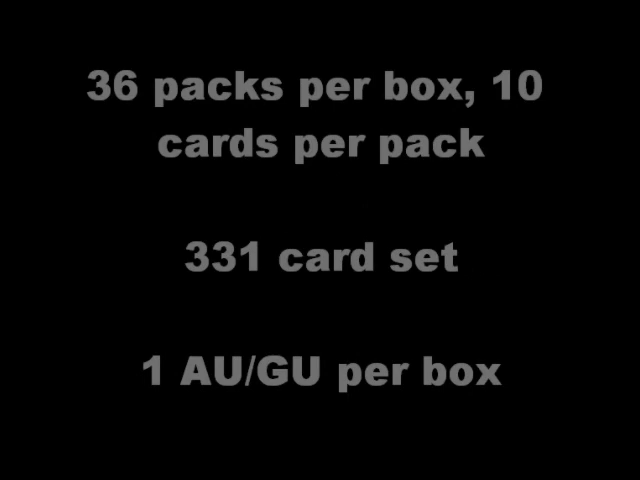 36 packs per box, 10
cards per pack
331 card set
1 AU/GU per box